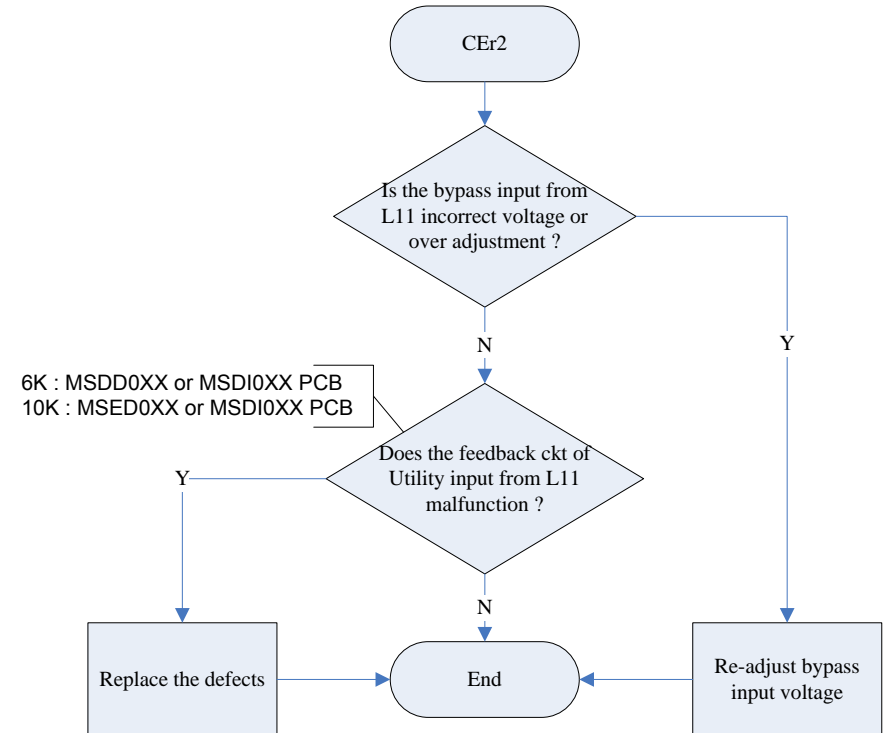 CEr2
Is the bypass input from
L11 incorrect voltage or
over adjustment ?
N
Y
6K : MSDD0XX or MSDI0XX PCB
10K : MSED0XX or MSDI0XX PCB
Does the feedback ckt of
Utility input from L11
malfunction ?
Y
N
Replace the defects
End
Re-adjust bypass
input voltage